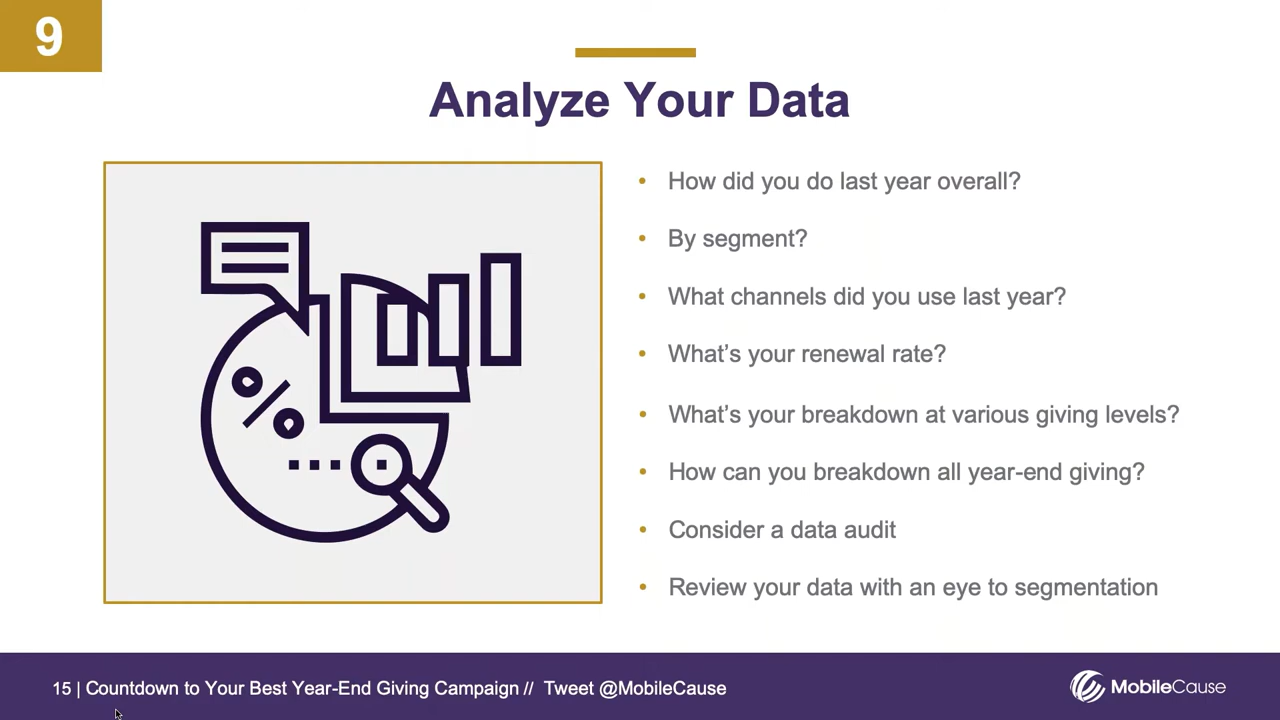 9
Analyze Your Data
• How did you do last year overall?
• By segment?
• What channels did you use last year?
• What’s your renewal rate?
• What’s your breakdown at various giving levels?
• How can you breakdown all year-end giving?
• Consider a data audit
• Review your data with an eye to segmentation
%
15 | Countdown to Your Best Year-End Giving Campaign // Tweet @MobileCause
MobileCause